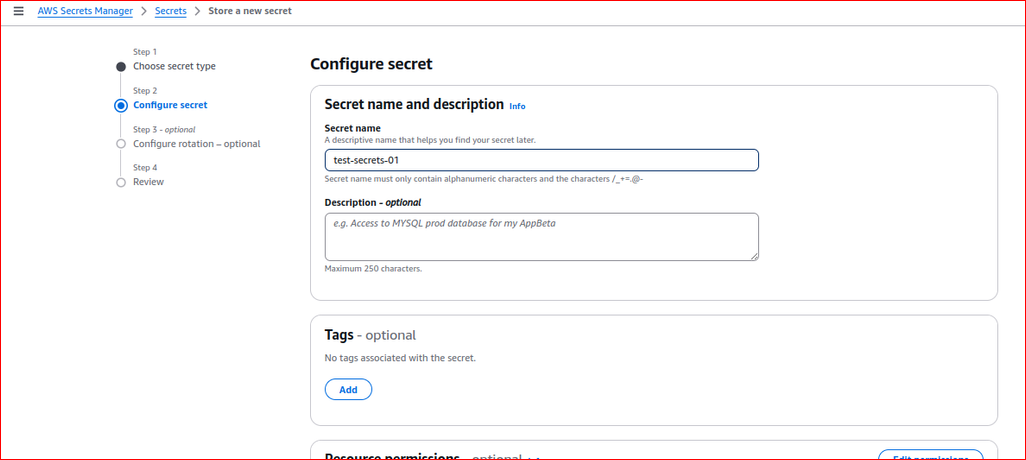 AWS Secrets Manager > Secrets > Store a new secret
Step 1
Choose secret type
Step 2
Configure secret
Step 3 - optional
Configure rotation – optional
Step 4
Review
Configure secret
Secret name and description Info
Secret name
A descriptive name that helps you find your secret later.
test-secrets-01
Secret name must only contain alphanumeric characters and the characters /_+=.@-
Description - optional
e.g. Access to MYSQL prod database for my AppBeta
Maximum 250 characters.
Tags - optional
No tags associated with the secret.
Add
Resource permissions - optional
Edit permissions